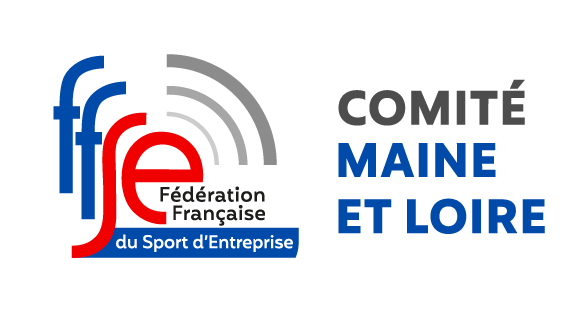 ffse
Fédération
Française
du Sport d'Entreprise
COMITÉ
MAINE
ET LOIRE